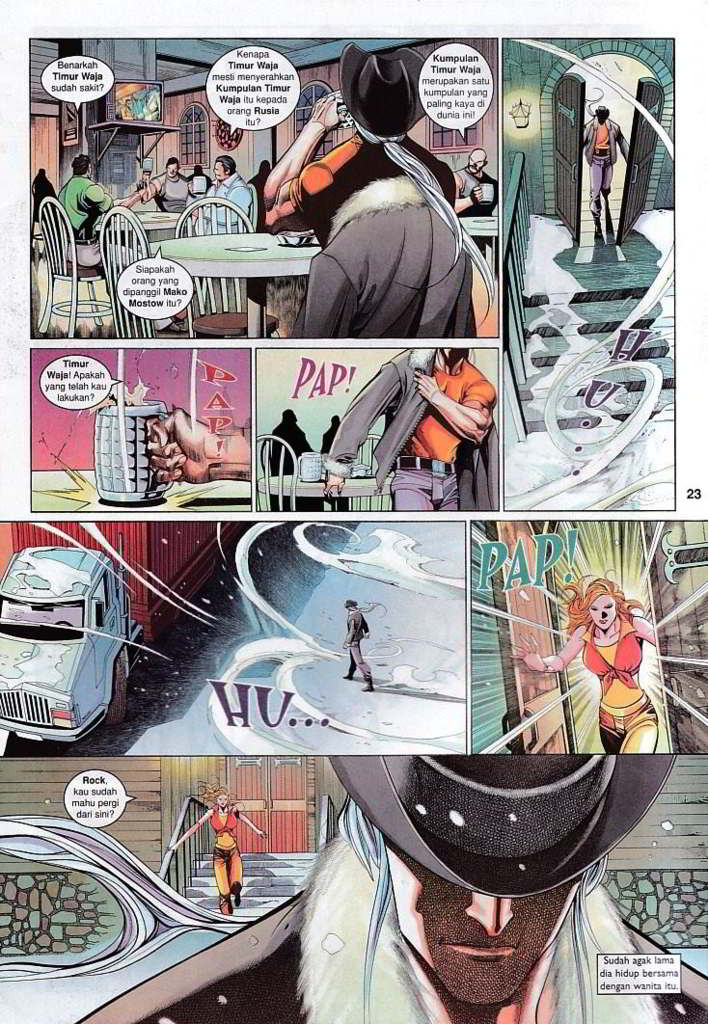 Benarkah
Timur Waja
sudah sakit?
Kenapa
Timur Waja
mesti menyerahkan
Kumpulan Timur
Waja itu kepada
orang Rusia
itu?
Kumpulan
Timur Waja
merupakan satu
kumpulan yang
paling kaya di
dunia ini!
Siapakah
orang yang
dipanggil Mako
Mostow itu?
HU...
Timur
Waja! Apakah
yang telah kau
lakukan?
PAP!
PAP!
23
HU...
PAP!
Rock,
kau sudah
mahu pergi
dari sini?
Sudah agak lama
dia hidup bersama
dengan wanita itu.